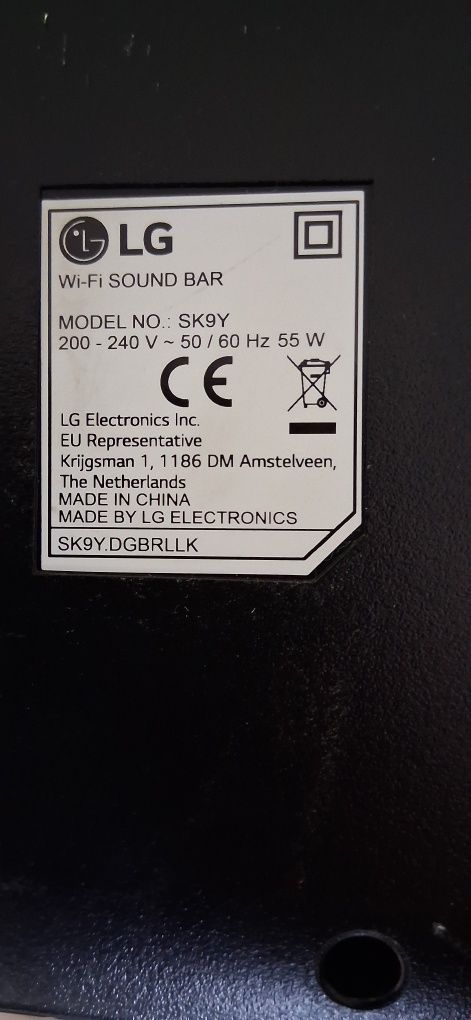 LG
Wi-Fi SOUND BAR
MODEL NO.: SK9Y
200 - 240 V ~ 50 / 60 Hz 55 W
CE
LG Electronics Inc.
EU Representative
Krijgsman 1, 1186 DM Amstelveen,
The Netherlands
MADE IN CHINA
MADE BY LG ELECTRONICS
SK9Y.DGBRLLK